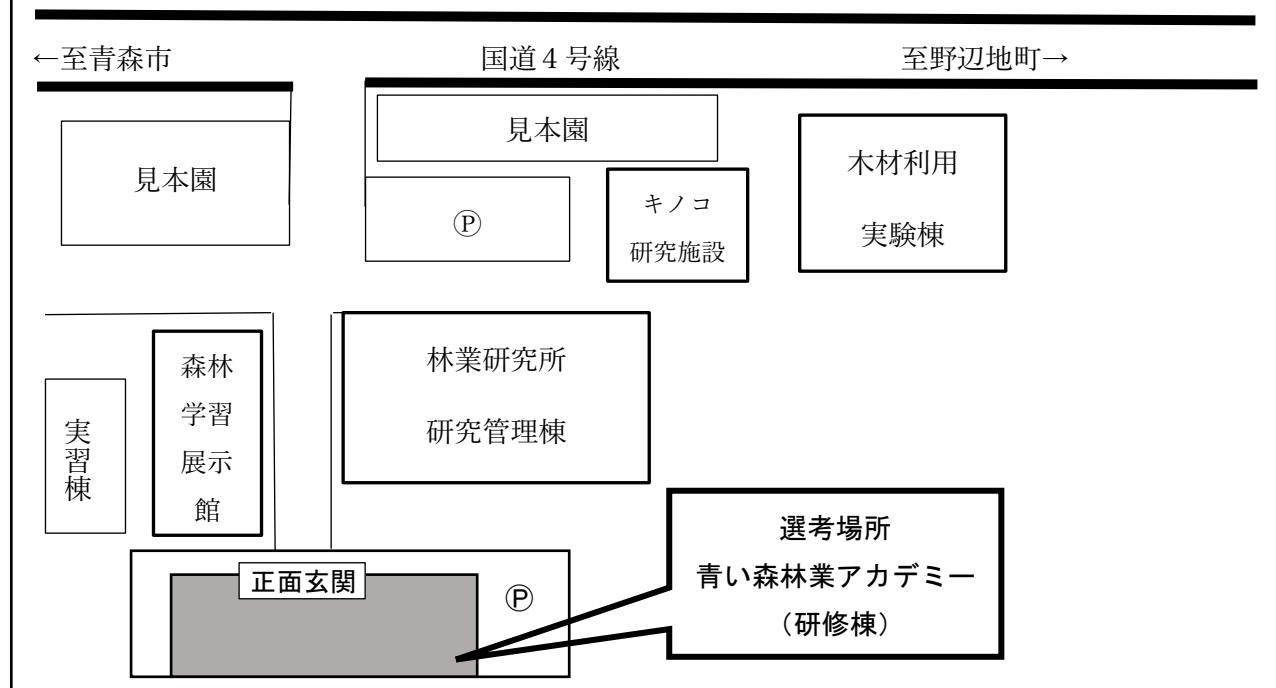 ←至青森市
国道４号線
至野辺地町→
見本園
見本園
Ⓟ
キノコ
研究施設
木材利用
実験棟
実習棟
森林
学習
展示
館
林業研究所
研究管理棟
正面玄関
Ⓟ
選考場所
青い森林業アカデミー
（研修棟）